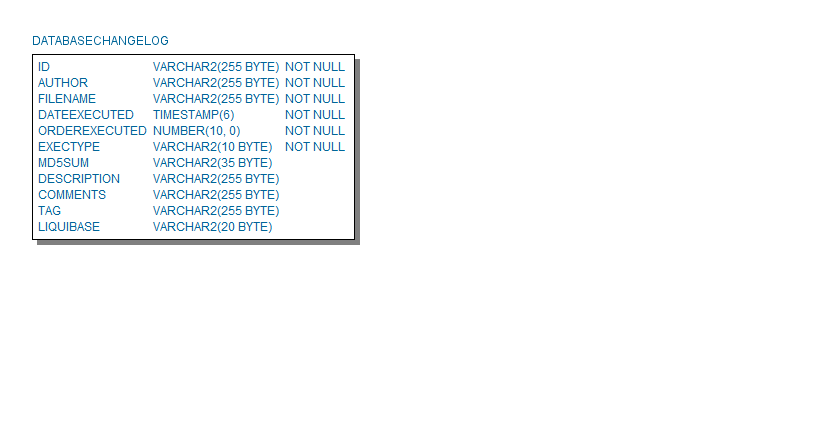 DATABASECHANGELOG
ID VARCHAR2(255 BYTE) NOT NULL
AUTHOR VARCHAR2(255 BYTE) NOT NULL
FILENAME VARCHAR2(255 BYTE) NOT NULL
DATEEXECUTED TIMESTAMP(6) NOT NULL
ORDEREXECUTED NUMBER(10, 0) NOT NULL
EXECTYPE VARCHAR2(10 BYTE) NOT NULL
MD5SUM VARCHAR2(35 BYTE)
DESCRIPTION VARCHAR2(255 BYTE)
COMMENTS VARCHAR2(255 BYTE)
TAG VARCHAR2(255 BYTE)
LIQUIBASE VARCHAR2(20 BYTE)